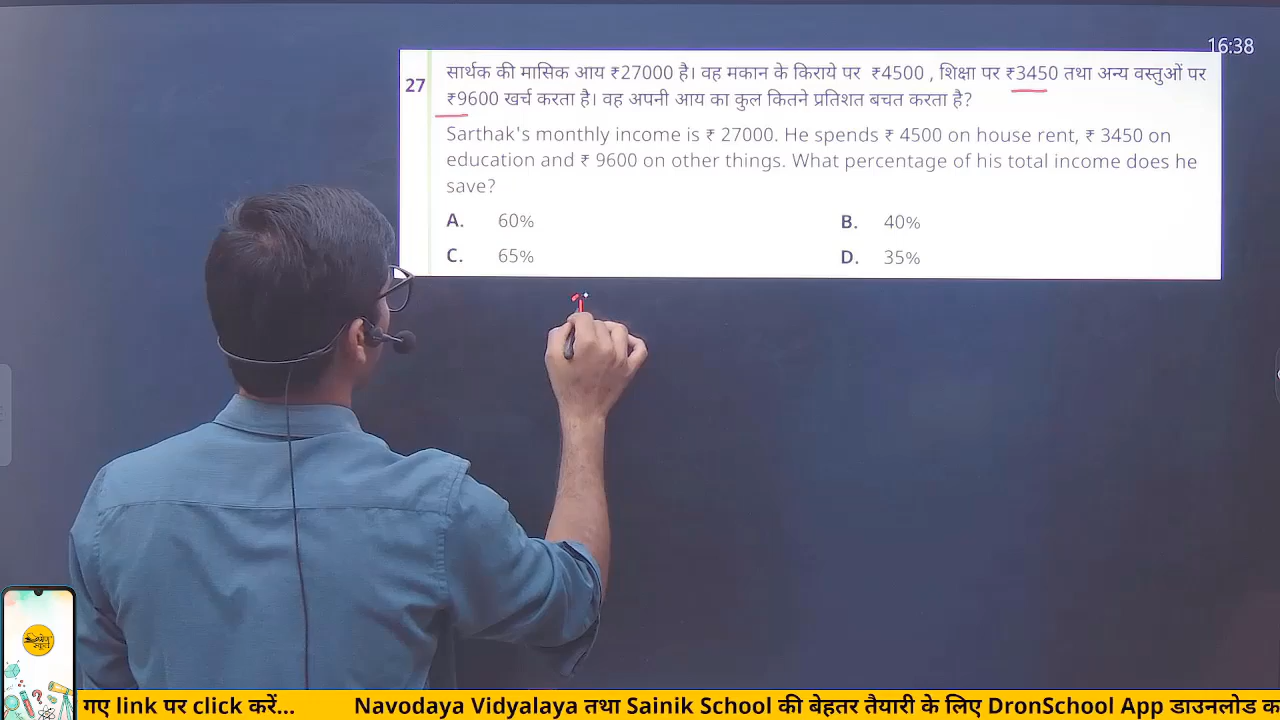 16:38
27 सार्थक की मासिक आय ₹27000 है। वह मकान के किराये पर ₹4500 , शिक्षा पर ₹3450 तथा अन्य वस्तुओं पर
₹9600 खर्च करता है। वह अपनी आय का कुल कितने प्रतिशत बचत करता है?
Sarthak's monthly income is ₹ 27000. He spends ₹ 4500 on house rent, ₹ 3450 on
education and ₹ 9600 on other things. What percentage of his total income does he
save?
A. 60% B. 40%
C. 65% D. 35%
गए link पर click करें... Navodaya Vidyalaya तथा Sainik School की बेहतर तैयारी के लिए DronSchool App डाउनलोड